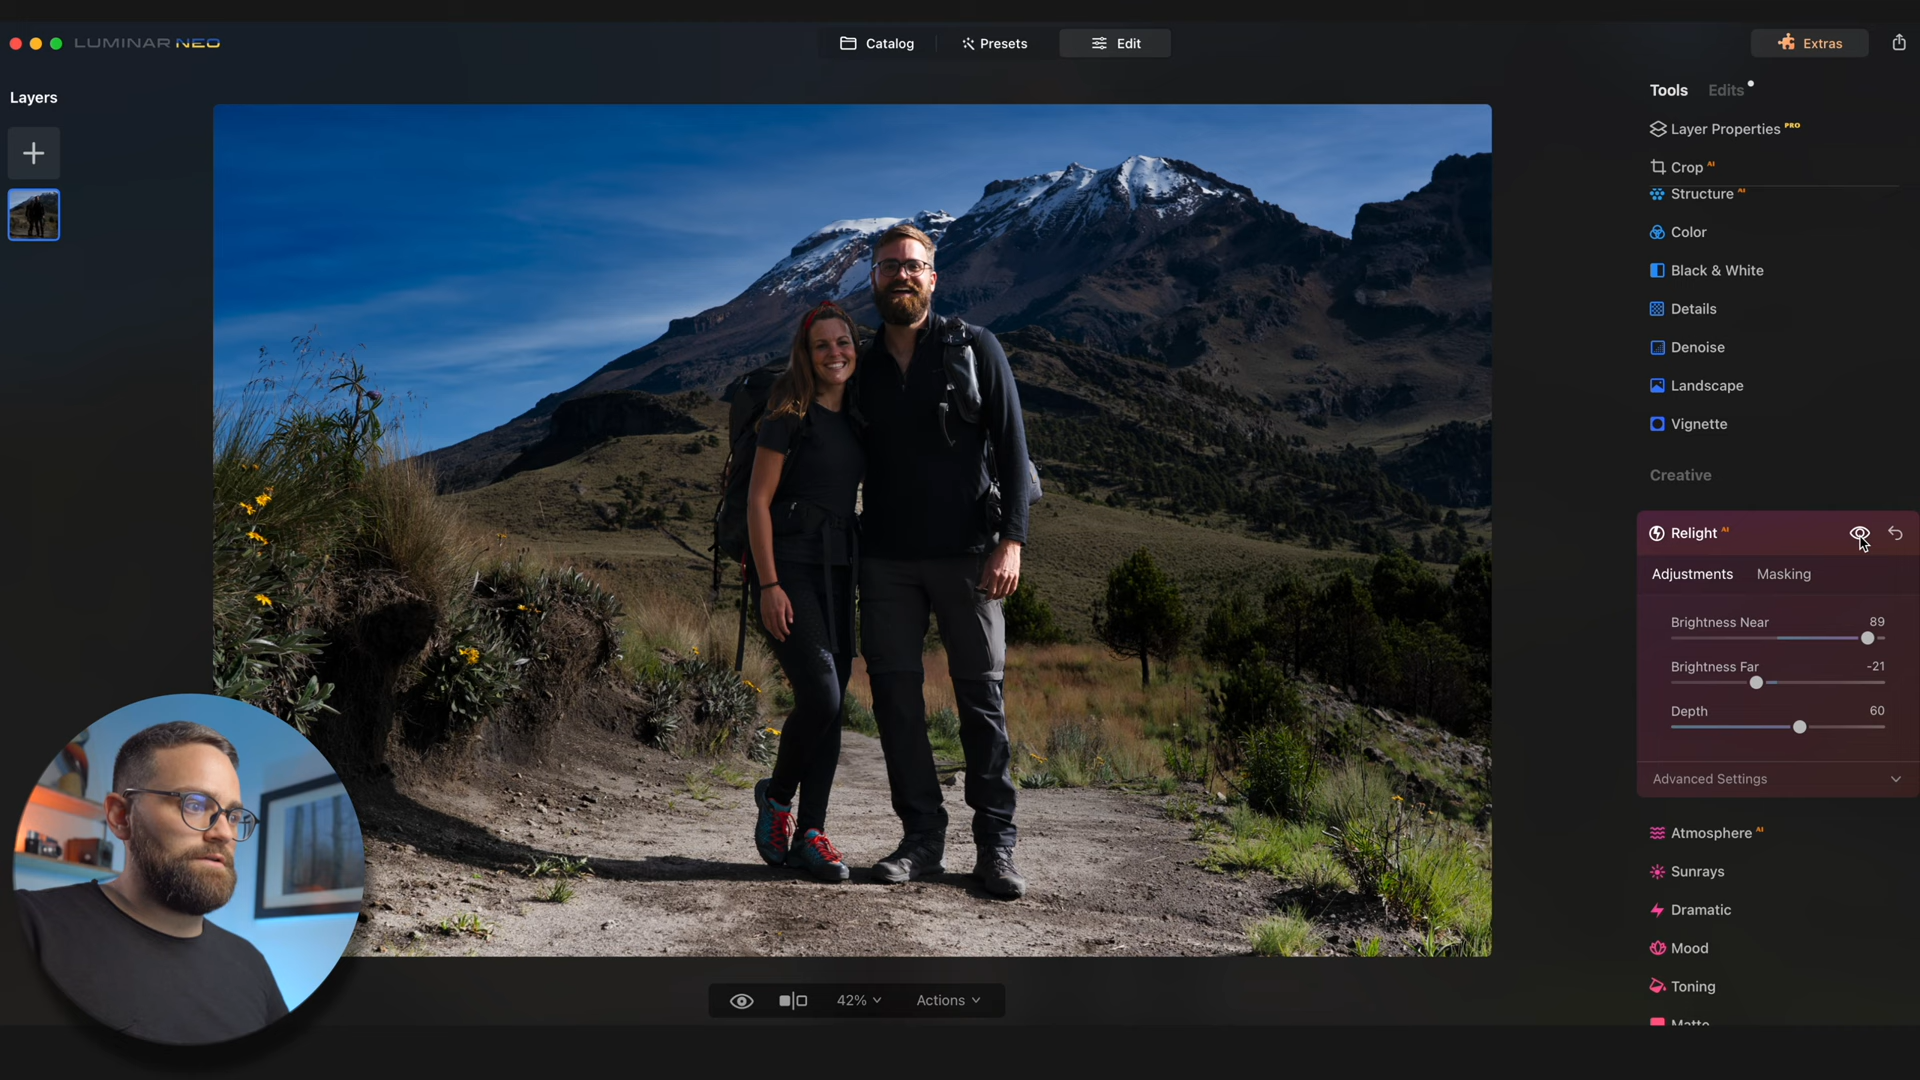 LUMINAR NEO
Catalog
Presets
Edit
Extras
Layers
Tools
Edits
Layer Properties PRO
Crop AI
Structure AI
Color
Black & White
Details
Denoise
Landscape
Vignette
Creative
Relight AI
Adjustments
Masking
Brightness Near 89
Brightness Far -21
Depth 60
Advanced Settings
Atmosphere AI
Sunrays
Dramatic
Mood
Toning
Matte
42%
Actions